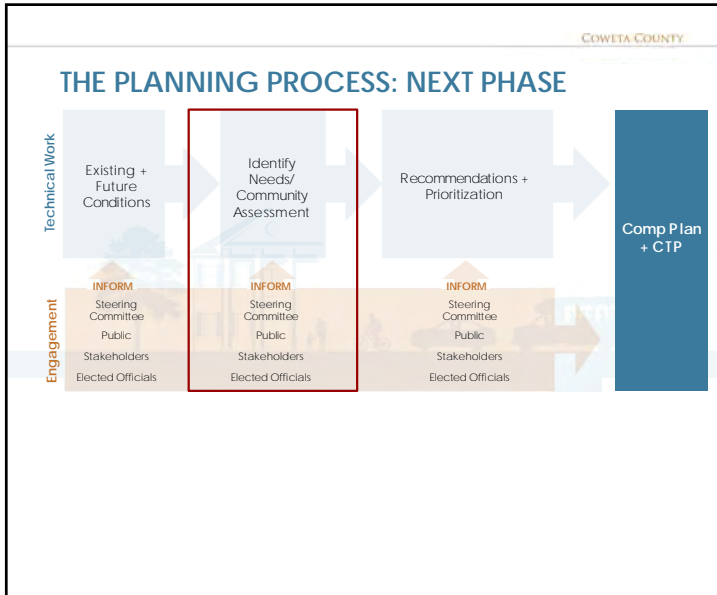 COWETA COUNTY
THE PLANNING PROCESS: NEXT PHASE
Technical Work
Existing +
Future
Conditions
Identify
Needs/
Community
Assessment
Recommendations +
Prioritization
Comp Plan
+ CTP
Engagement
INFORM
Steering
Committee
Public
Stakeholders
Elected Officials
INFORM
Steering
Committee
Public
Stakeholders
Elected Officials
INFORM
Steering
Committee
Public
Stakeholders
Elected Officials